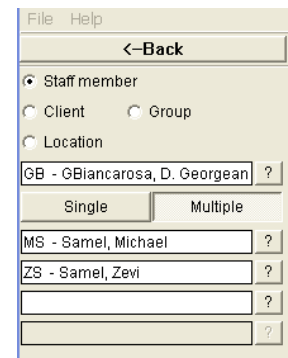 File Help
<--Back
Staff member
Client Group
Location
GB - GBiancarosa, D. Georgean ?
Single Multiple
MS - Samel, Michael ?
ZS - Samel, Zevi ?
?
?